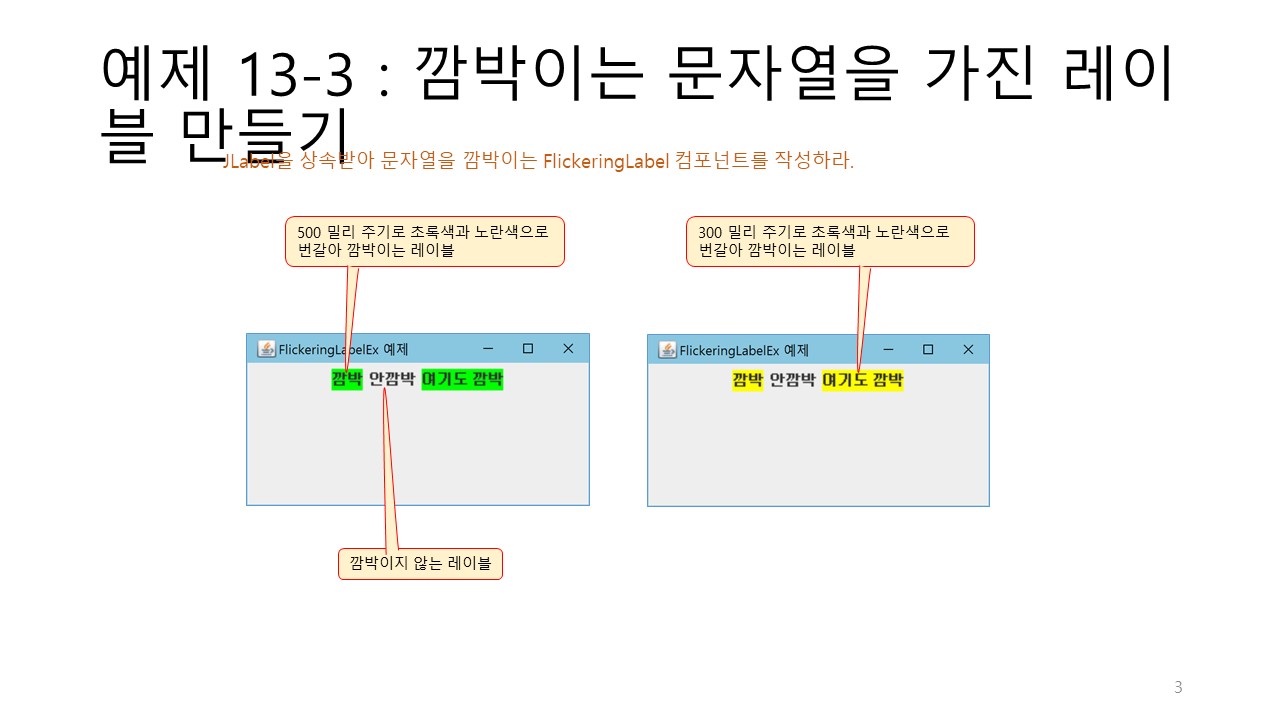 예제 13-3 : 깜박이는 문자열을 가진 레이
블 만들기
JLabel을 상속받아 문자열을 깜박이는 FlickeringLabel 컴포넌트를 작성하라.
500 밀리 주기로 초록색과 노란색으로
번갈아 깜박이는 레이블
300 밀리 주기로 초록색과 노란색으로
번갈아 깜박이는 레이블
FlickeringLabelEx 예제
깜박 안깜박 여기도 깜박
FlickeringLabelEx 예제
깜박 안깜박 여기도 깜박
깜박이지 않는 레이블
3